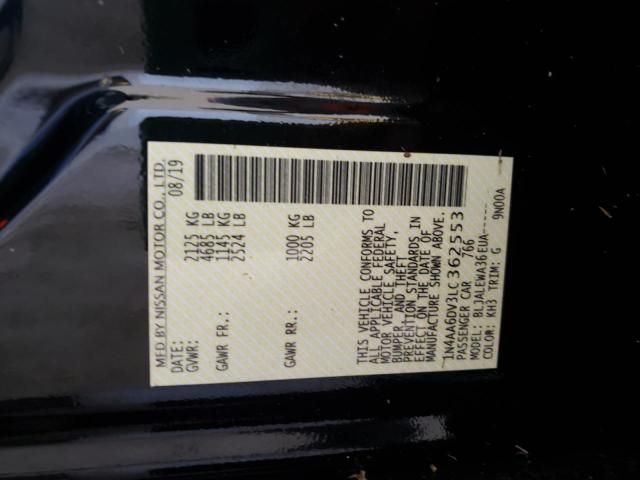 MFD BY NISSAN MOTOR CO., LTD.
DATE: 08/19
GVWR: 2125 KG
4685 LB
GAWR FR: 1145 KG
2524 LB
GAWR RR: 1000 KG
2205 LB
THIS VEHICLE CONFORMS TO
ALL APPLICABLE FEDERAL
MOTOR VEHICLE SAFETY,
BUMPER, AND THEFT
PREVENTION STANDARDS IN
EFFECT ON THE DATE OF
MANUFACTURE SHOWN ABOVE.
1N4AA6DV3LC362553
PASSENGER CAR 766
MODEL: BLJALEWA36EUA-----
COLOR: KH3 TRIM: G 9N00A